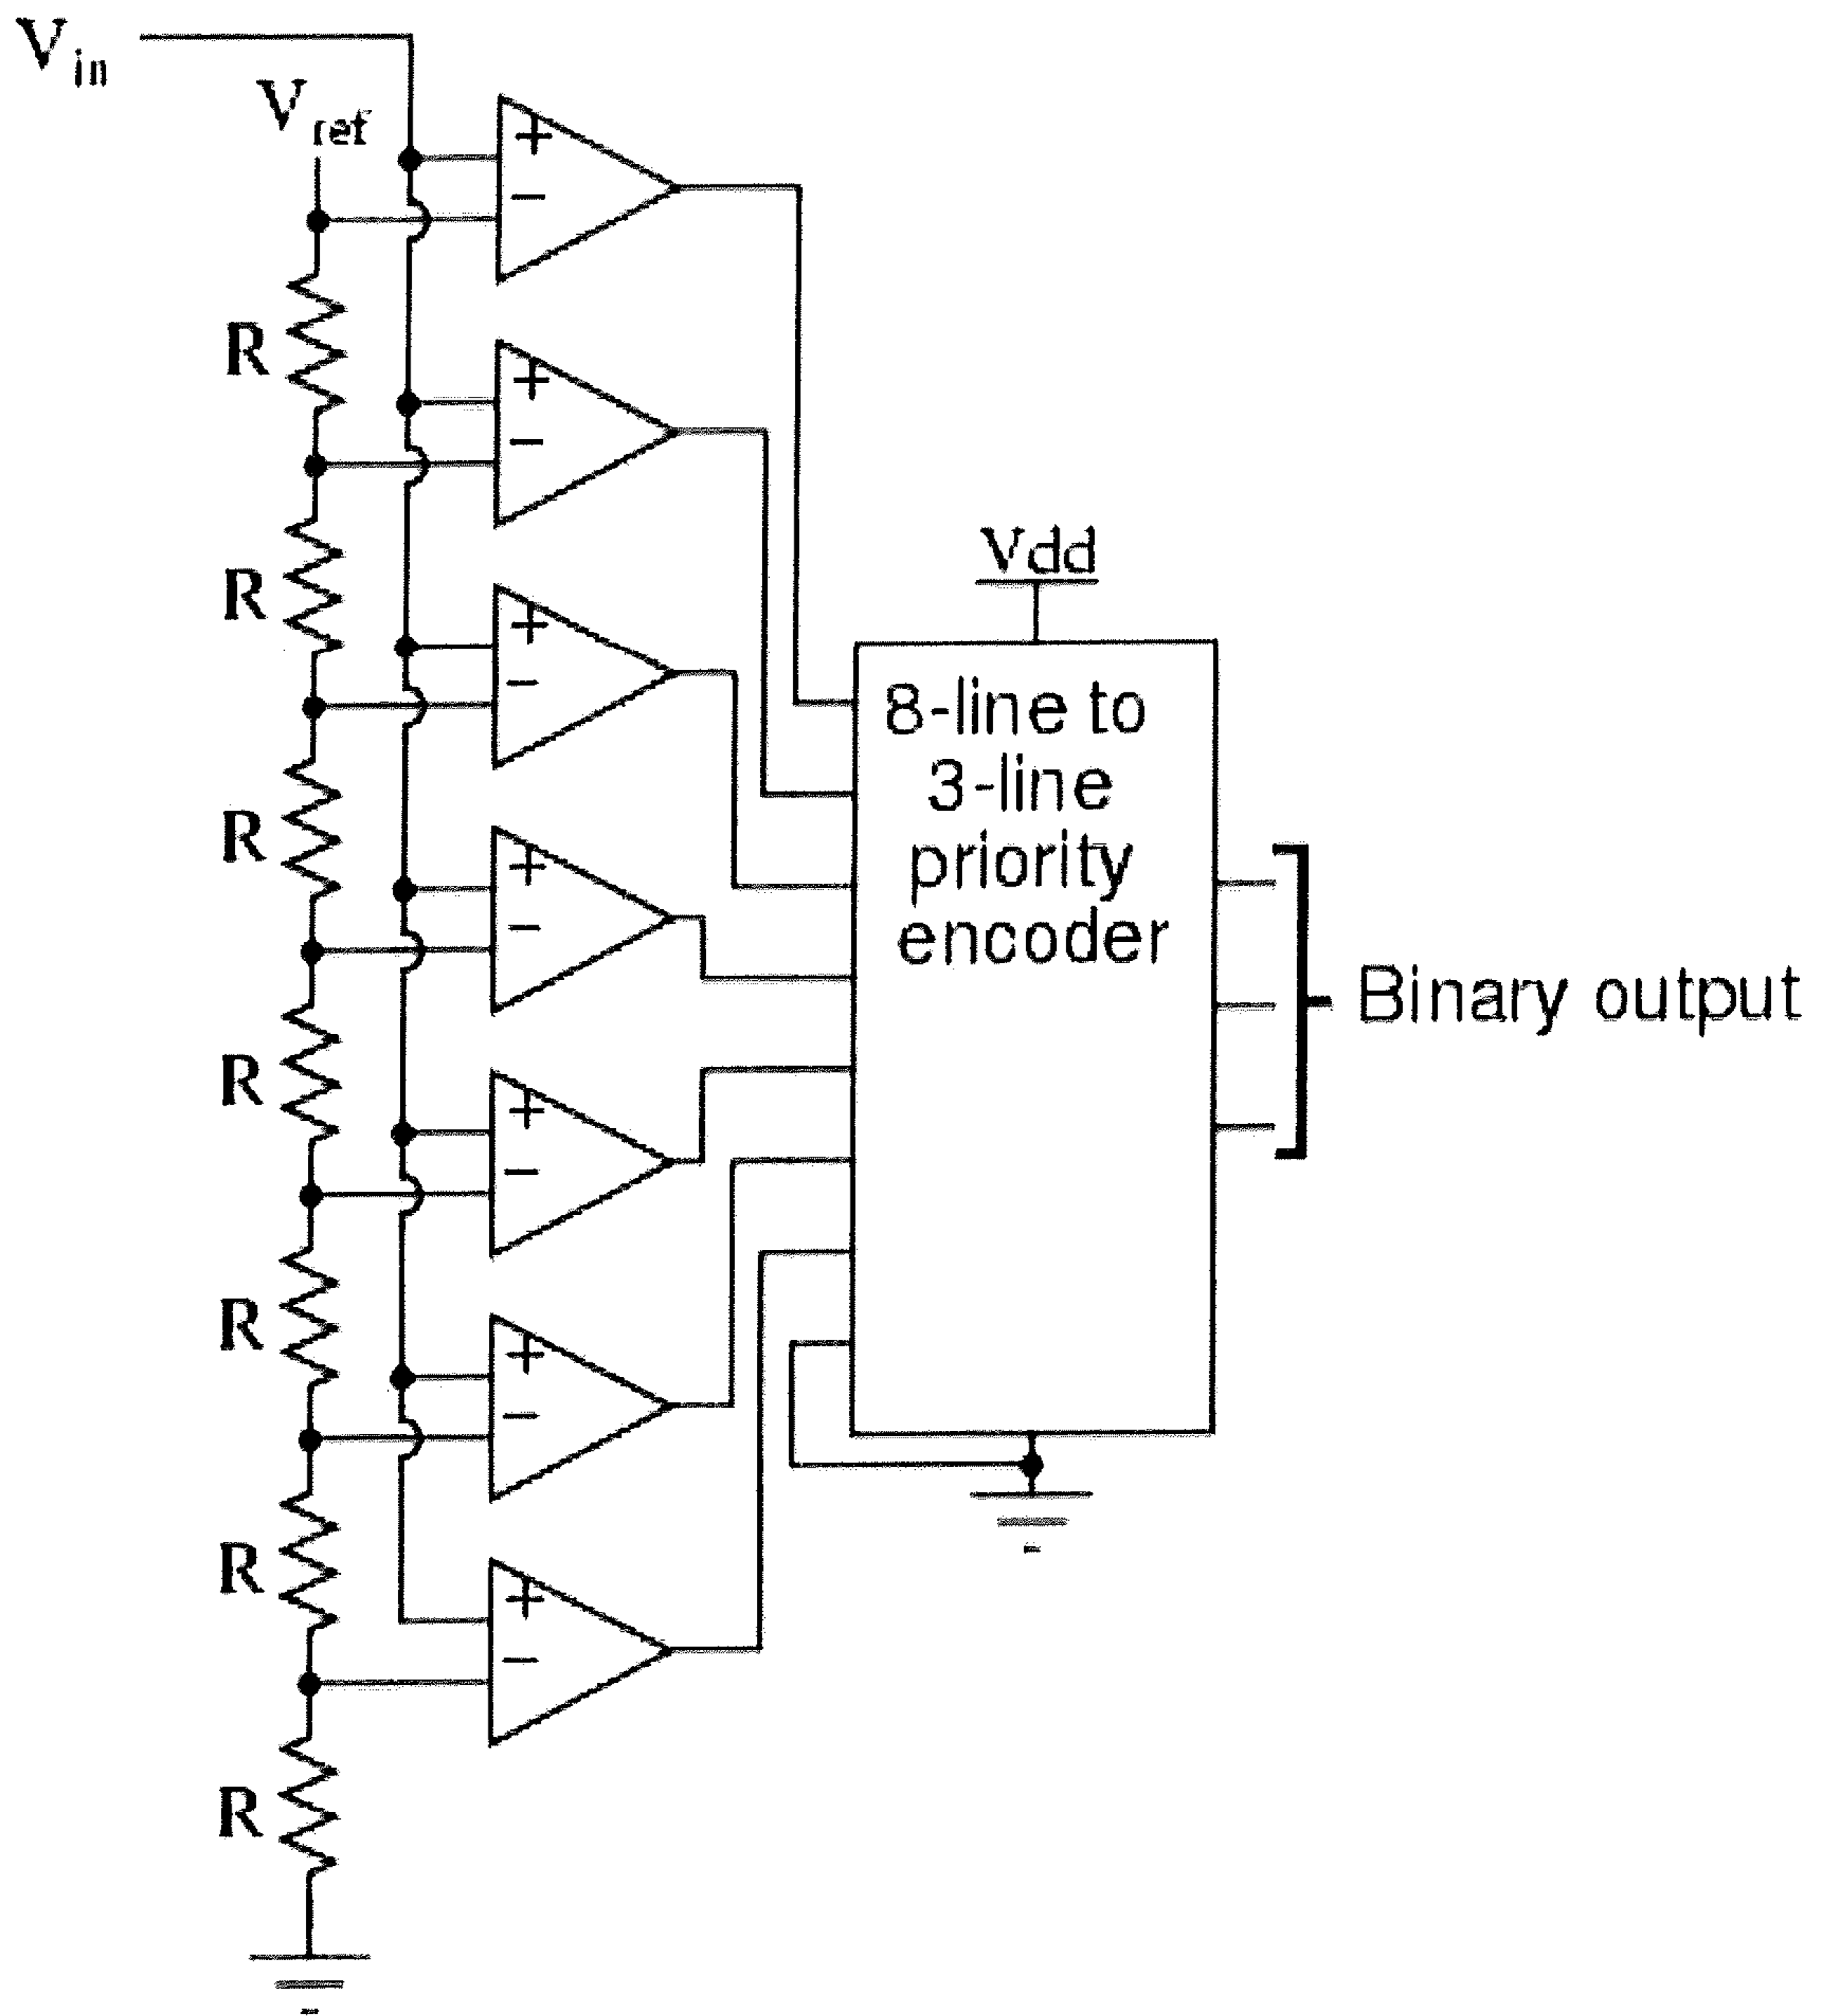 Vin
Vref
+
−
R
+
−
R
+
−
Vdd
8-line to
3-line
priority
encoder
R
+
−
Binary output
R
+
−
R
+
−
R
+
−
R